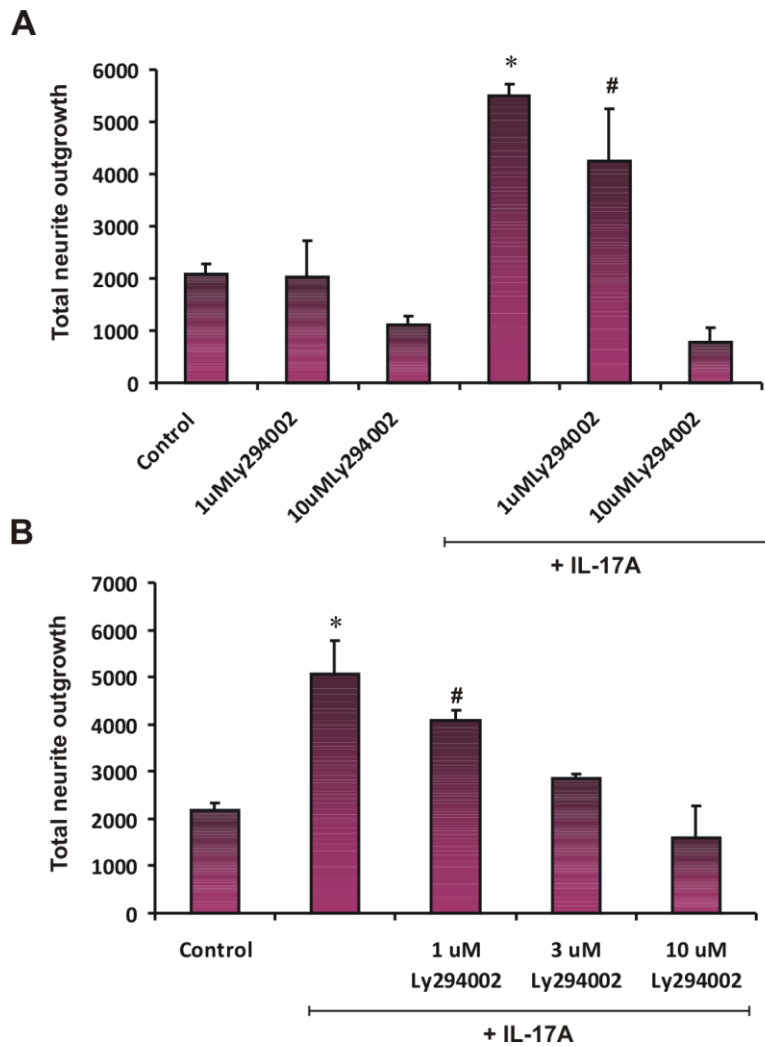 A
Total neurite outgrowth
6000
5000
4000
3000
2000
1000
0
*
#
Control
1uMLy294002
10uMLy294002
1uMLy294002
10uMLy294002
+ IL-17A
B
Total neurite outgrowth
7000
6000
5000
4000
3000
2000
1000
0
*
#
Control
1 uM
Ly294002
3 uM
Ly294002
10 uM
Ly294002
+ IL-17A